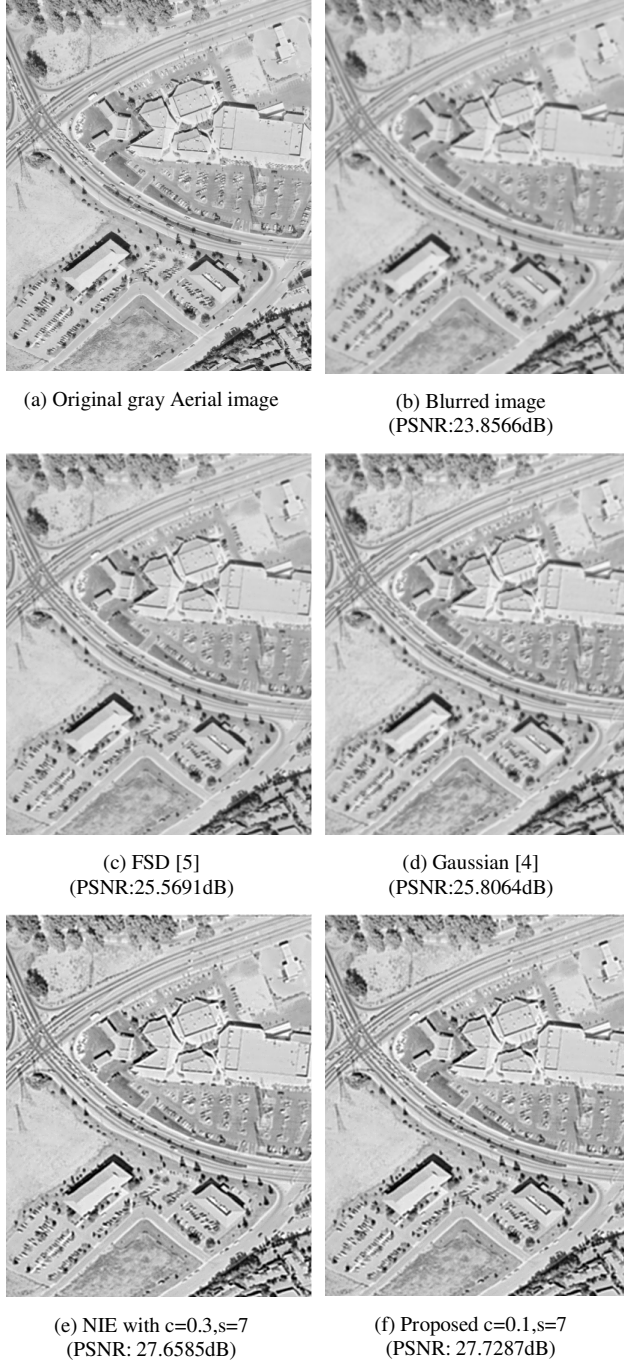 (a) Original gray Aerial image
(b) Blurred image
(PSNR:23.8566dB)
(c) FSD [5]
(PSNR:25.5691dB)
(d) Gaussian [4]
(PSNR:25.8064dB)
(e) NIE with c=0.3,s=7
(PSNR: 27.6585dB)
(f) Proposed c=0.1,s=7
(PSNR: 27.7287dB)